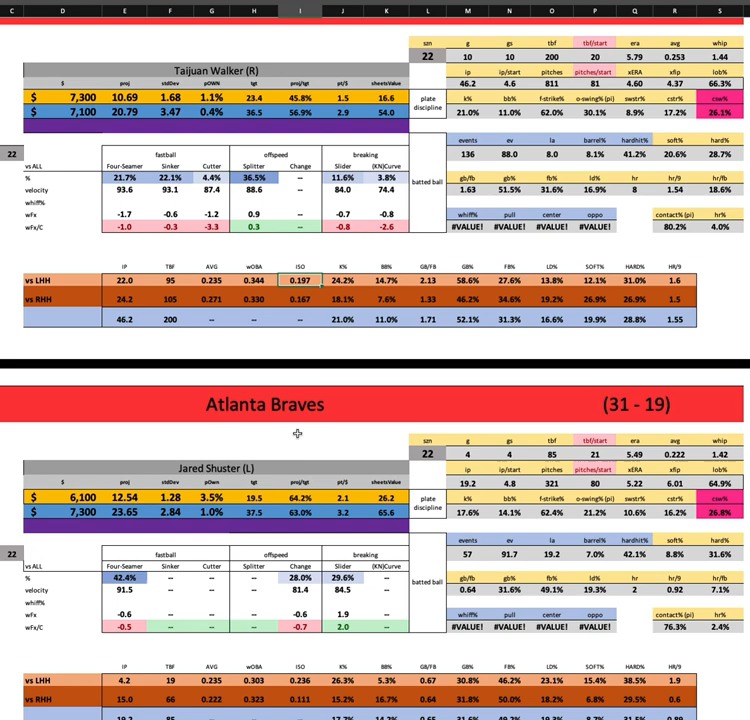 C D E F G H I J K L M N O P Q R S
szn g gs tbf tbf/start era avg whip
22 10 10 200 20 5.79 0.253 1.44
Taijuan Walker (R) ip ip/start pitches pitches/start xERA xfip lob%
$ proj stdDev pOWN tgt proj/tgt pt/$ sheetsValue 46.2 4.6 811 81 4.60 4.37 66.3%
$ 7,300 10.69 1.68 1.1% 23.4 45.8% 1.5 16.6 plate discipline k% bb% f-strike% o-swing% (pi) swstr% cstr% csw%
$ 7,100 20.79 3.47 0.4% 36.5 56.9% 2.9 54.0 21.0% 11.0% 62.0% 30.1% 8.9% 17.2% 26.1%
events ev la barrel% hardhit% soft% hard%
22 fastball offspeed breaking 136 88.0 8.0 8.1% 41.2% 20.6% 28.7%
vs ALL Four-Seamer Sinker Cutter Splitter Change Slider (KN)Curve
% 21.7% 22.1% 4.4% 36.5% -- 11.6% 3.8% batted ball gb/fb gb% fb% ld% hr hr/9 hr/fb
velocity 93.6 93.1 87.4 88.6 -- 84.0 74.4 1.63 51.5% 31.6% 16.9% 8 1.54 18.6%
whiff%
wFx -1.7 -0.6 -1.2 0.9 -- -0.7 -0.8 whiff% pull center oppo contact% (pi) hr%
wFx/C -1.0 -0.3 -3.3 0.3 -- -0.8 -2.6 #VALUE! #VALUE! #VALUE! #VALUE! 80.2% 4.0%
IP TBF AVG wOBA ISO K% BB% GB/FB GB% FB% LD% SOFT% HARD% HR/9
vs LHH 22.0 95 0.235 0.344 0.197 24.2% 14.7% 2.13 58.6% 27.6% 13.8% 12.1% 31.0% 1.6
vs RHH 24.2 105 0.271 0.330 0.167 18.1% 7.6% 1.33 46.2% 34.6% 19.2% 26.9% 26.9% 1.5
46.2 200 -- -- -- 21.0% 11.0% 1.71 52.1% 31.3% 16.6% 19.9% 28.8% 1.55
Atlanta Braves (31 - 19)
szn g gs tbf tbf/start era avg whip
22 4 4 85 21 5.49 0.222 1.42
Jared Shuster (L) ip ip/start pitches pitches/start xERA xfip lob%
$ proj stdDev pOwn tgt proj/tgt pt/$ sheetsValue 19.2 4.8 321 80 5.22 6.01 64.9%
$ 6,100 12.54 1.28 3.5% 19.5 64.2% 2.1 26.2 plate discipline k% bb% f-strike% o-swing% (pi) swstr% cstr% csw%
$ 7,300 23.65 2.84 1.0% 37.5 63.0% 3.2 65.6 17.6% 14.1% 62.4% 21.2% 10.6% 16.2% 26.8%
events ev la barrel% hardhit% soft% hard%
22 fastball offspeed breaking 57 91.7 19.2 7.0% 42.1% 8.8% 31.6%
vs ALL Four-Seamer Sinker Cutter Splitter Change Slider (KN)Curve
% 42.4% -- -- -- 28.0% 29.6% -- batted ball gb/fb gb% fb% ld% hr hr/9 hr/fb
velocity 91.5 -- -- -- 81.4 84.5 -- 0.64 31.6% 49.1% 19.3% 2 0.92 7.1%
whiff%
wFx -0.6 -- -- -- -0.6 1.9 -- whiff% pull center oppo contact% (pi) hr%
wFx/C -0.5 -- -- -- -0.7 2.0 -- #VALUE! #VALUE! #VALUE! #VALUE! 76.3% 2.4%
IP TBF AVG wOBA ISO K% BB% GB/FB GB% FB% LD% SOFT% HARD% HR/9
vs LHH 4.2 19 0.235 0.303 0.236 26.3% 5.3% 0.67 30.8% 46.2% 23.1% 15.4% 38.5% 1.9
vs RHH 15.0 66 0.222 0.323 0.111 15.2% 16.7% 0.64 31.8% 50.0% 18.2% 6.8% 29.5% 0.6